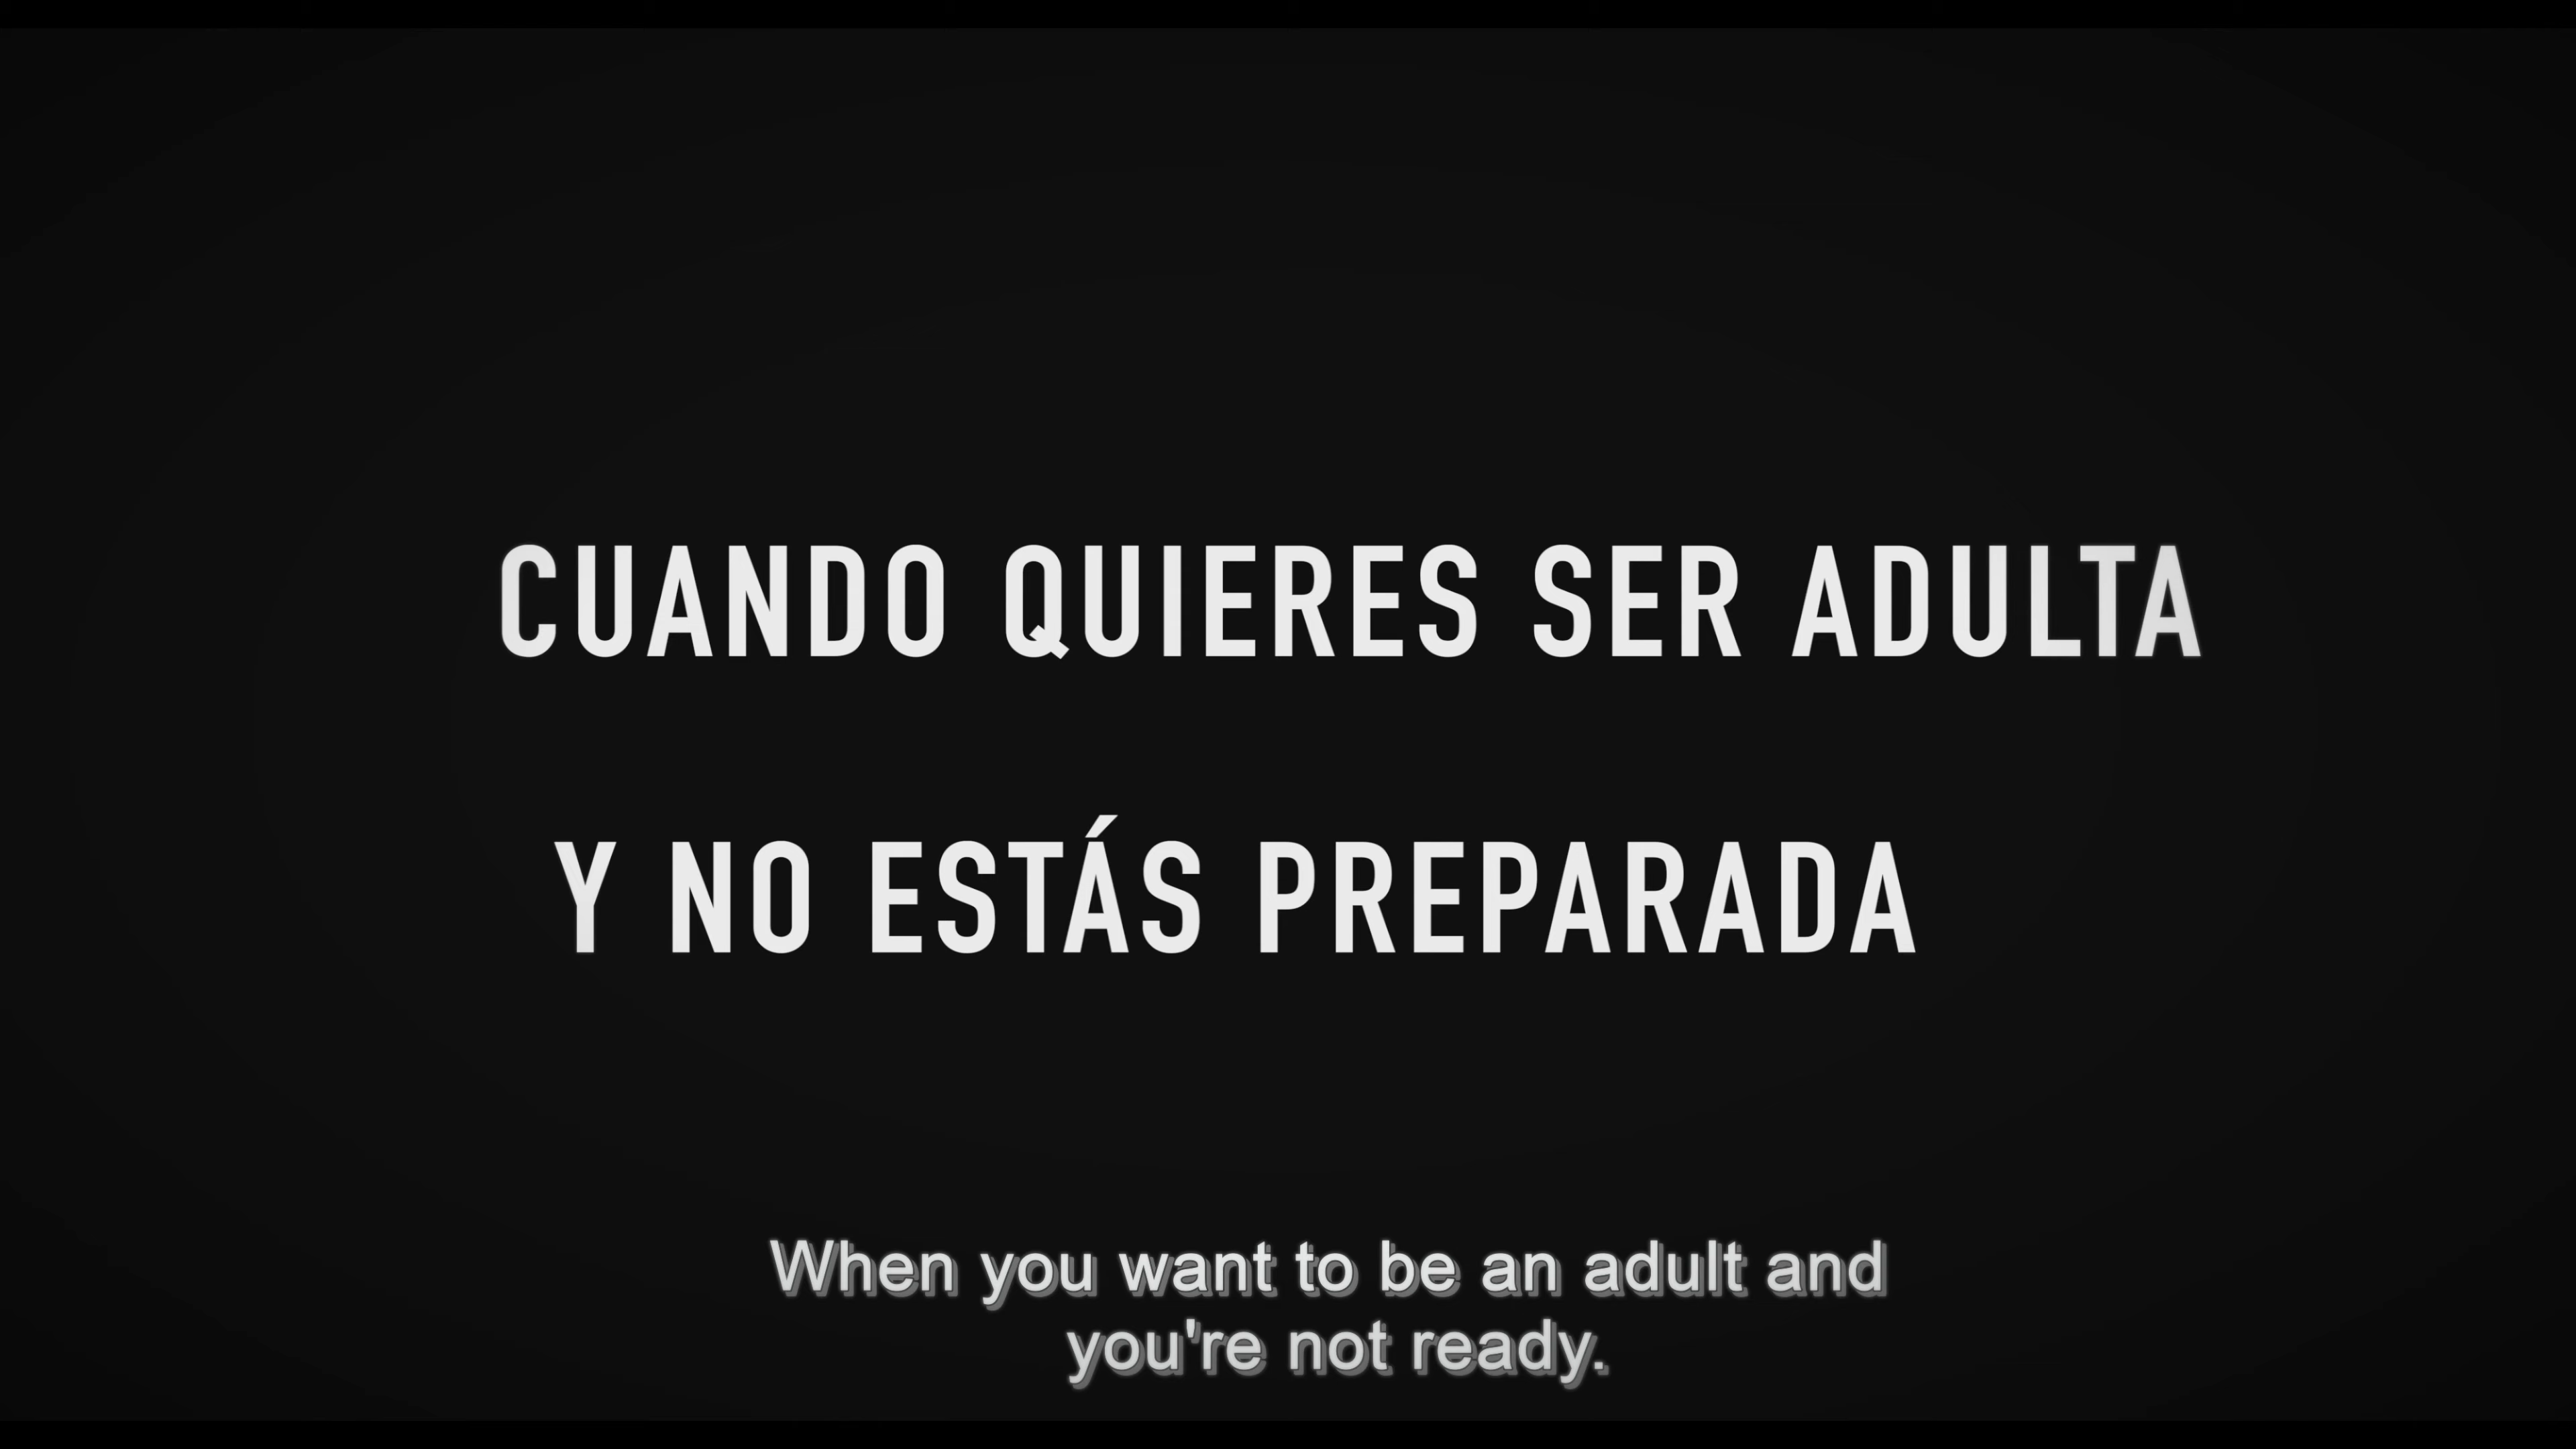 CUANDO QUIERES SER ADULTA
Y NO ESTÁS PREPARADA
When you want to be an adult and
you're not ready.